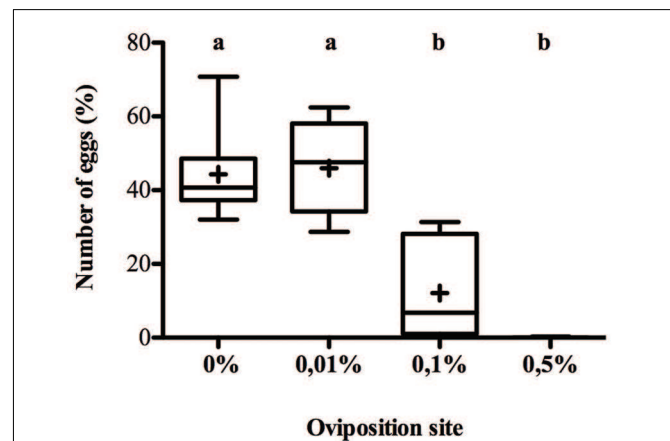 Number of eggs (%)
80
60
40
20
0
a a b b
0% 0,01% 0,1% 0,5%
Oviposition site